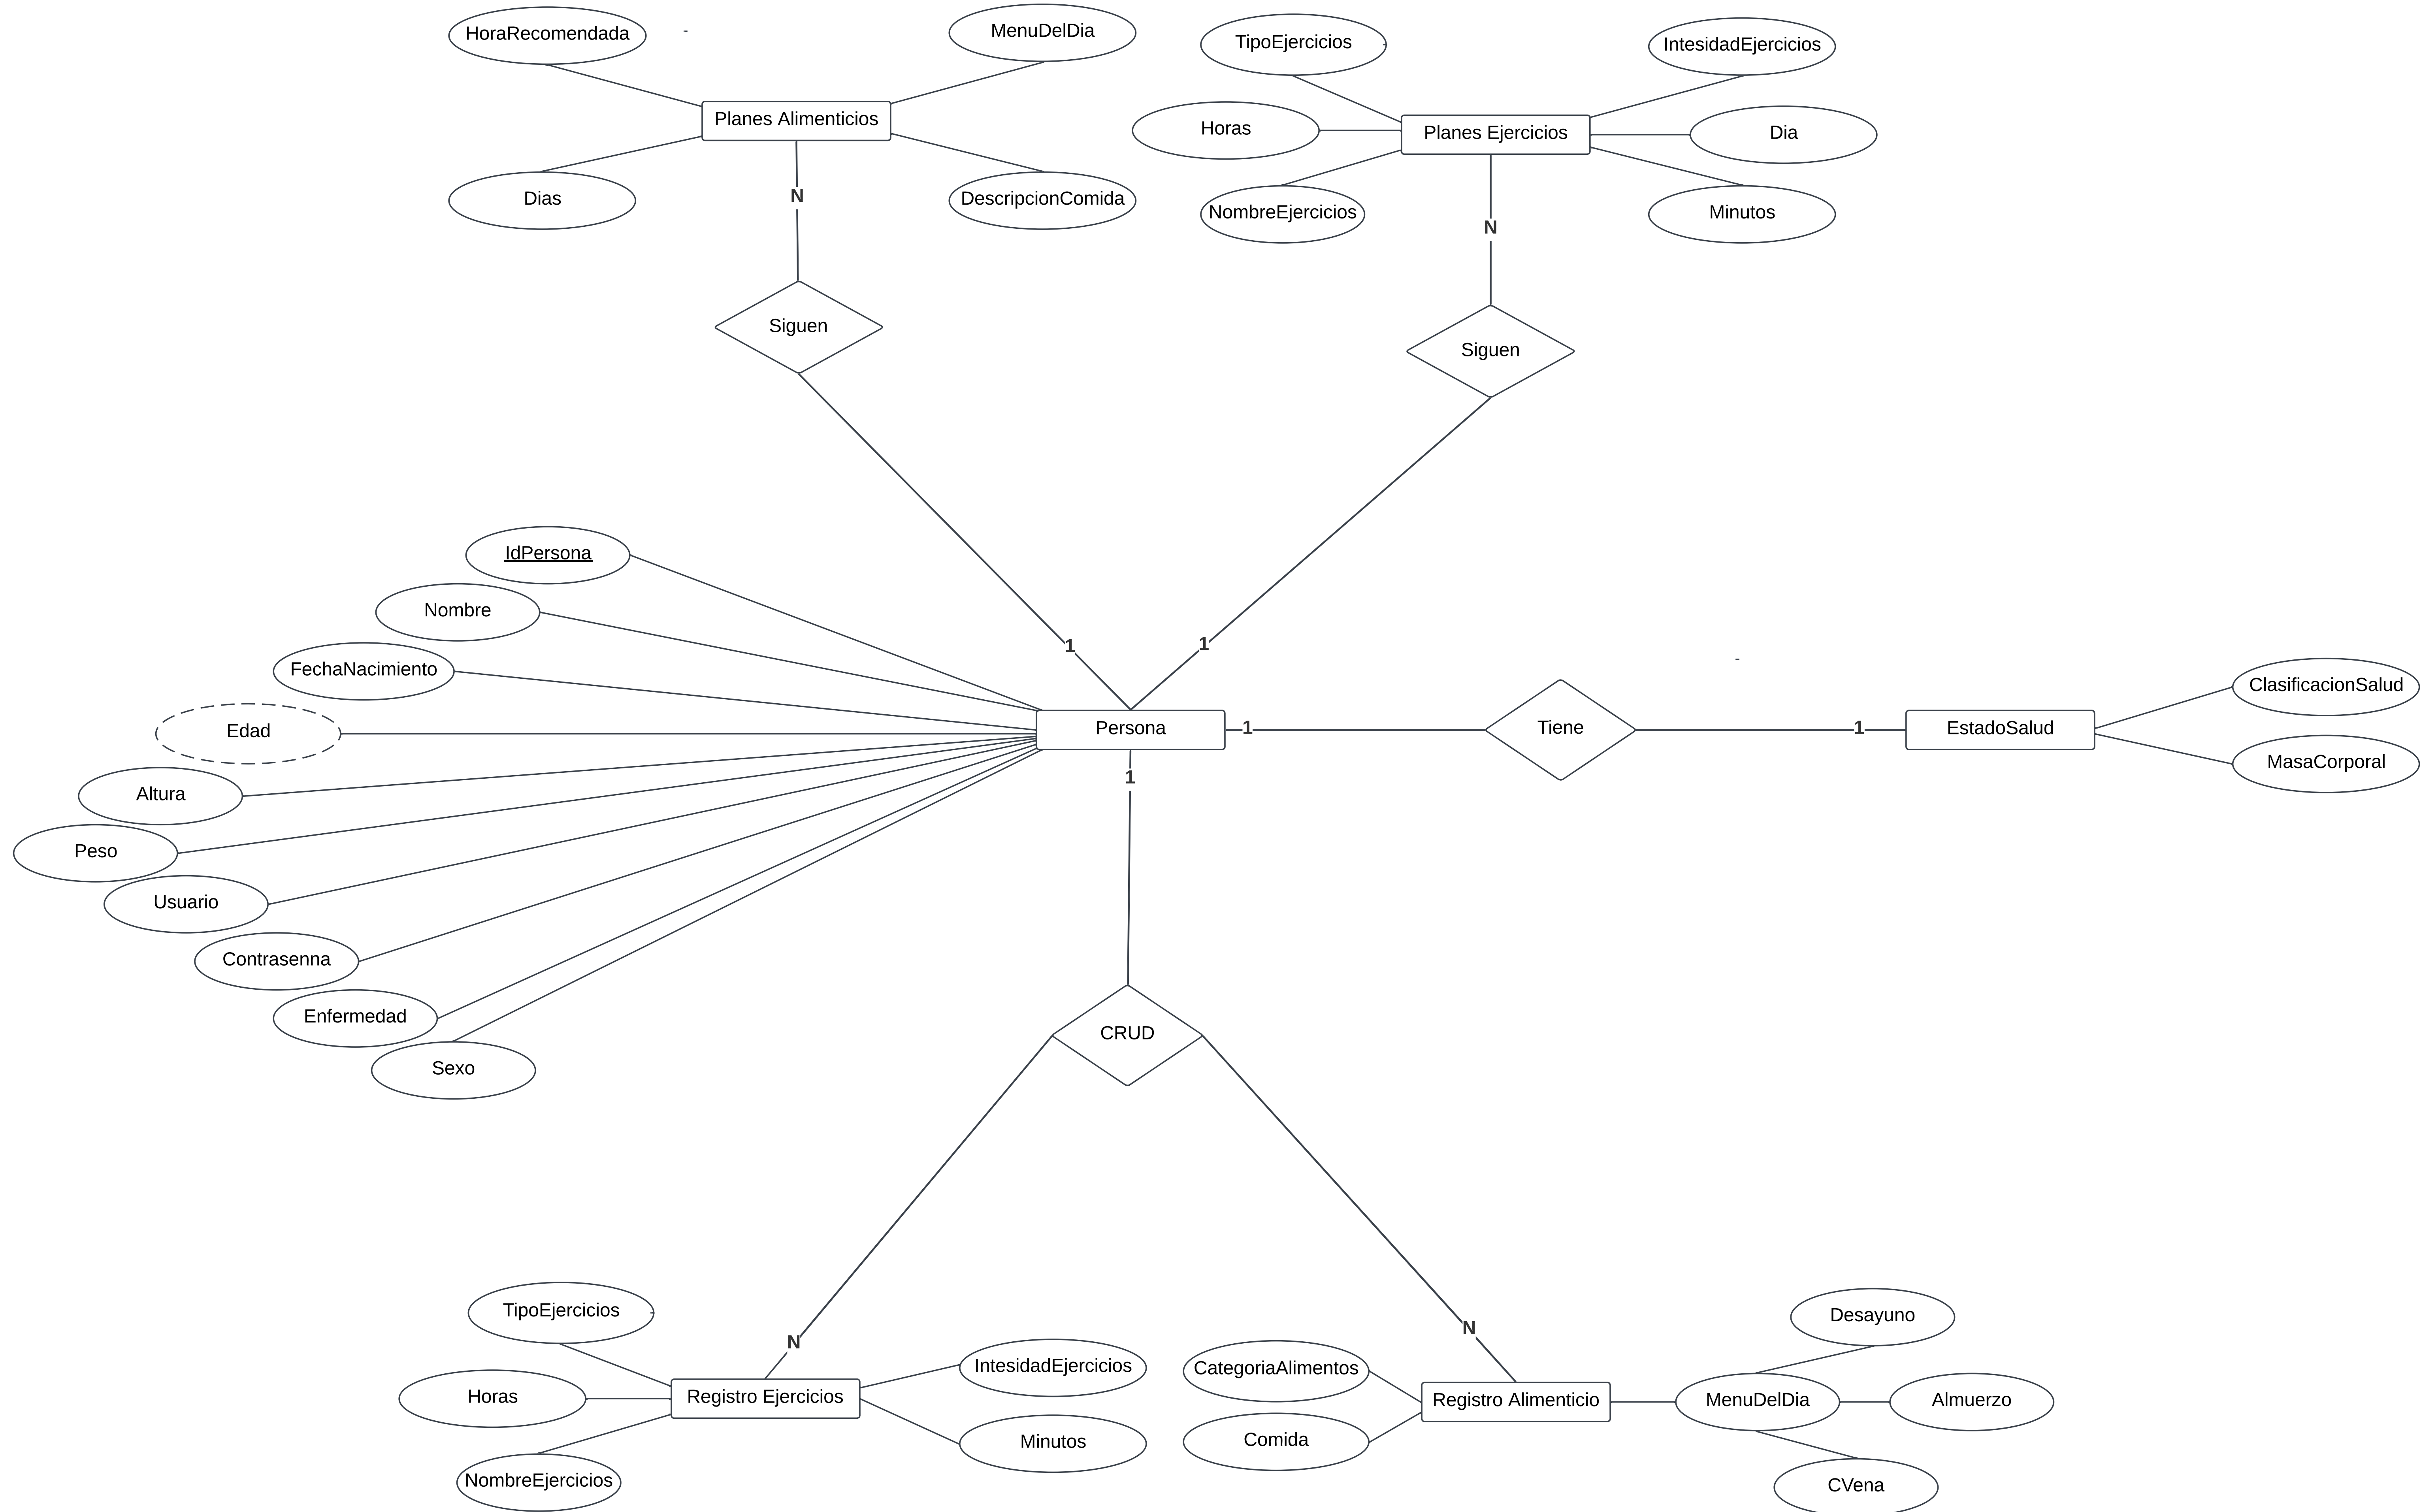 HoraRecomendada
-
MenuDelDia
TipoEjercicios
-
IntesidadEjercicios
Planes Alimenticios
Planes Ejercicios
Horas
Dia
Dias
N
DescripcionComida
NombreEjercicios
N
Minutos
Siguen
Siguen
IdPersona
Nombre
1
1
FechaNacimiento
-
ClasificacionSalud
Edad
Persona
1
Tiene
1
EstadoSalud
MasaCorporal
1
Altura
Peso
Usuario
Contrasenna
Enfermedad
CRUD
Sexo
TipoEjercicios
-
N
N
Desayuno
IntesidadEjercicios
CategoriaAlimentos
Horas
Registro Ejercicios
Registro Alimenticio
MenuDelDia
Almuerzo
Minutos
Comida
NombreEjercicios
CVena